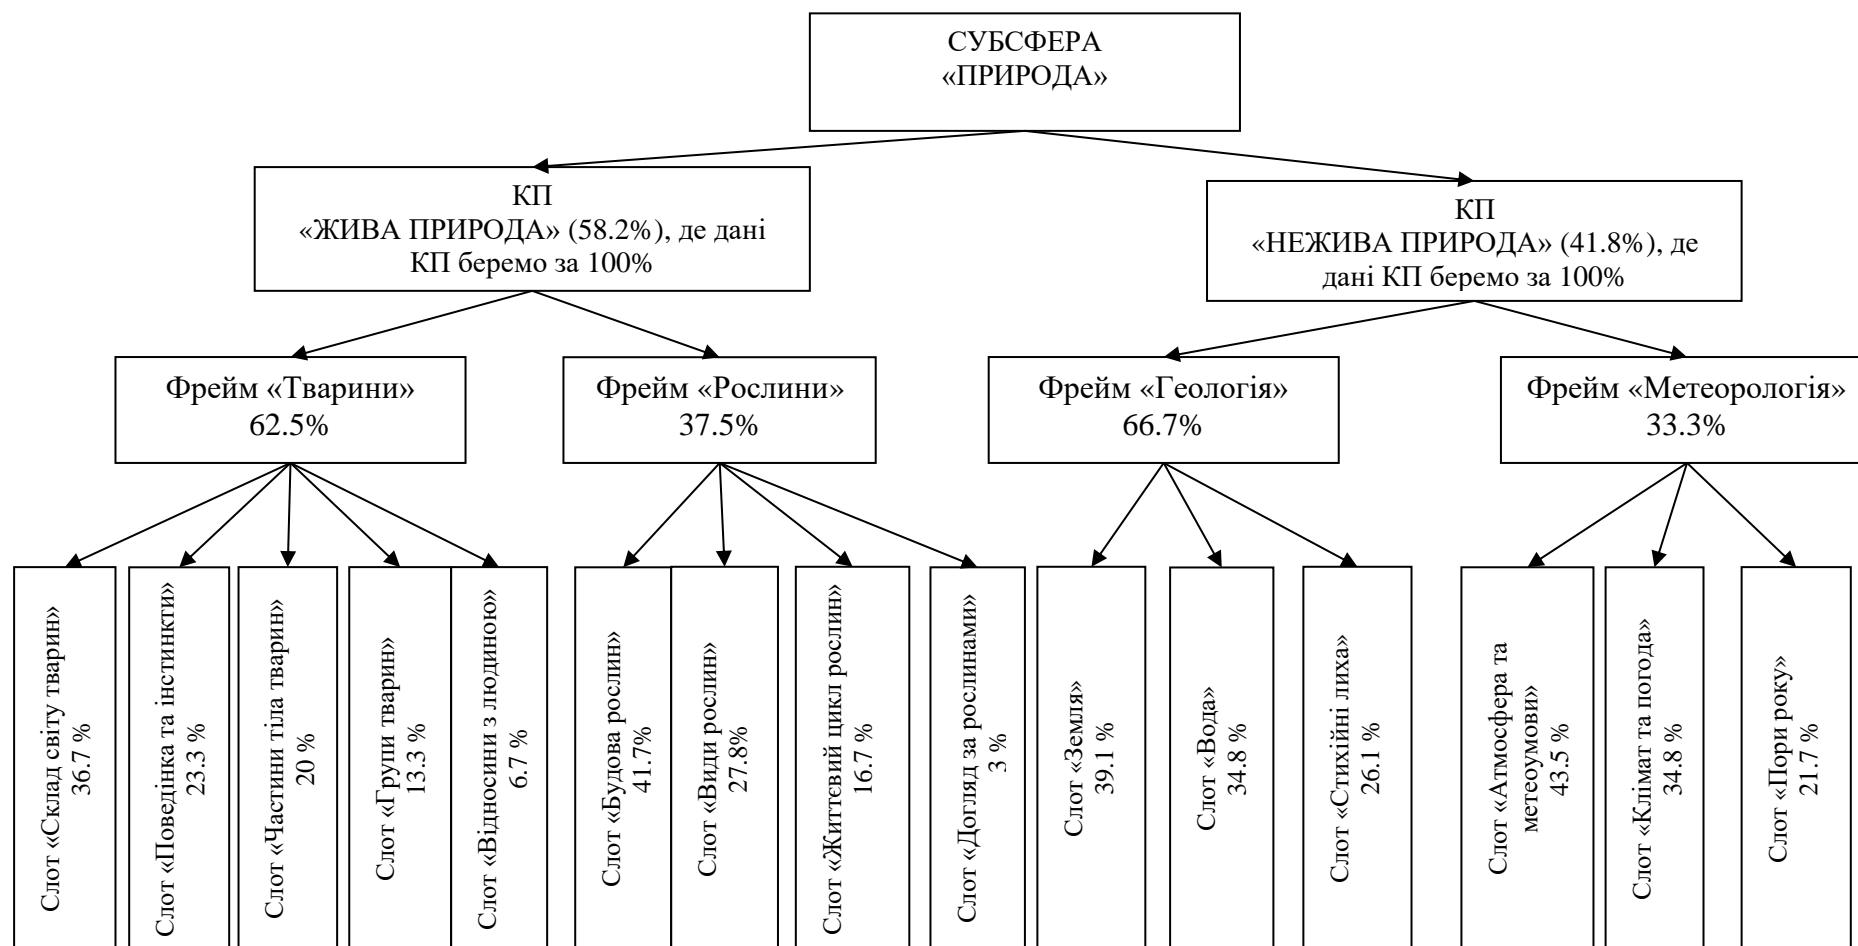 СУБСФЕРА
«ПРИРОДА»
КП
«ЖИВА ПРИРОДА» (58.2%), де дані
КП беремо за 100%
КП
«НЕЖИВА ПРИРОДА» (41.8%), де
дані КП беремо за 100%
Фрейм «Тварини»
62.5%
Фрейм «Рослини»
37.5%
Фрейм «Геологія»
66.7%
Фрейм «Метеорологія»
33.3%
Слот «Склад світу тварин»
36.7 %
Слот «Поведінка та інстинкти»
23.3 %
Слот «Частини тіла тварин»
20 %
Слот «Групи тварин»
13.3 %
Слот «Відносини з людиною»
6.7 %
Слот «Будова рослин»
41.7%
Слот «Види рослин»
27.8%
Слот «Життєвий цикл рослин»
16.7 %
Слот «Догляд за рослинами»
3 %
Слот «Земля»
39.1 %
Слот «Вода»
34.8 %
Слот «Стихійні лиха»
26.1 %
Слот «Атмосфера та
метеоумови»
43.5 %
Слот «Клімат та погода»
34.8 %
Слот «Пори року»
21.7 %